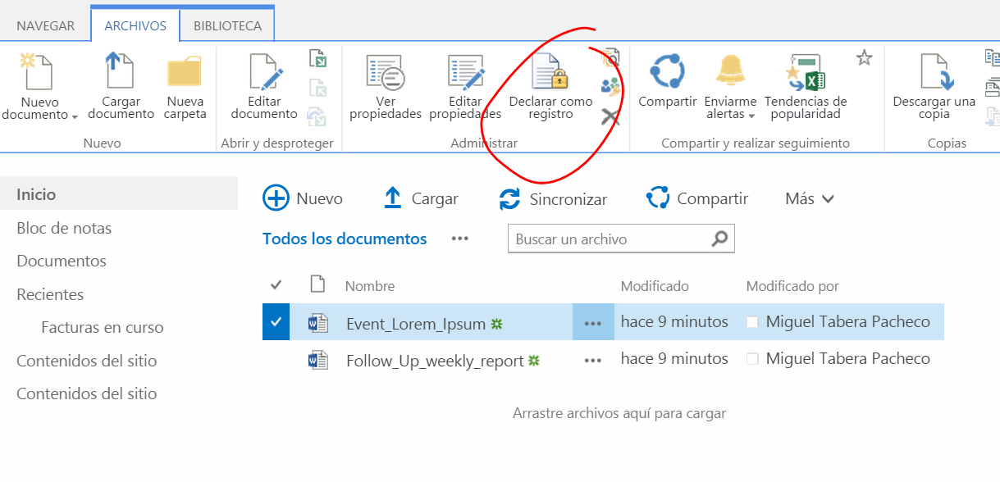 NAVEGAR ARCHIVOS BIBLIOTECA
Nuevo documento
Cargar documento
Nueva carpeta
Nuevo
Editar documento
Abrir y desproteger
Ver propiedades
Editar propiedades
Declarar como registro
Administrar
Compartir
Enviarme alertas
Tendencias de popularidad
Compartir y realizar seguimiento
Descargar una copia
Copias
Inicio
Bloc de notas
Documentos
Recientes
Facturas en curso
Contenidos del sitio
Contenidos del sitio
Nuevo Cargar Sincronizar Compartir Más
Todos los documentos ••• Buscar un archivo
Nombre Modificado Modificado por
Event_Lorem_Ipsum ••• hace 9 minutos Miguel Tabera Pacheco
Follow_Up_weekly_report ••• hace 9 minutos Miguel Tabera Pacheco
Arrastre archivos aquí para cargar